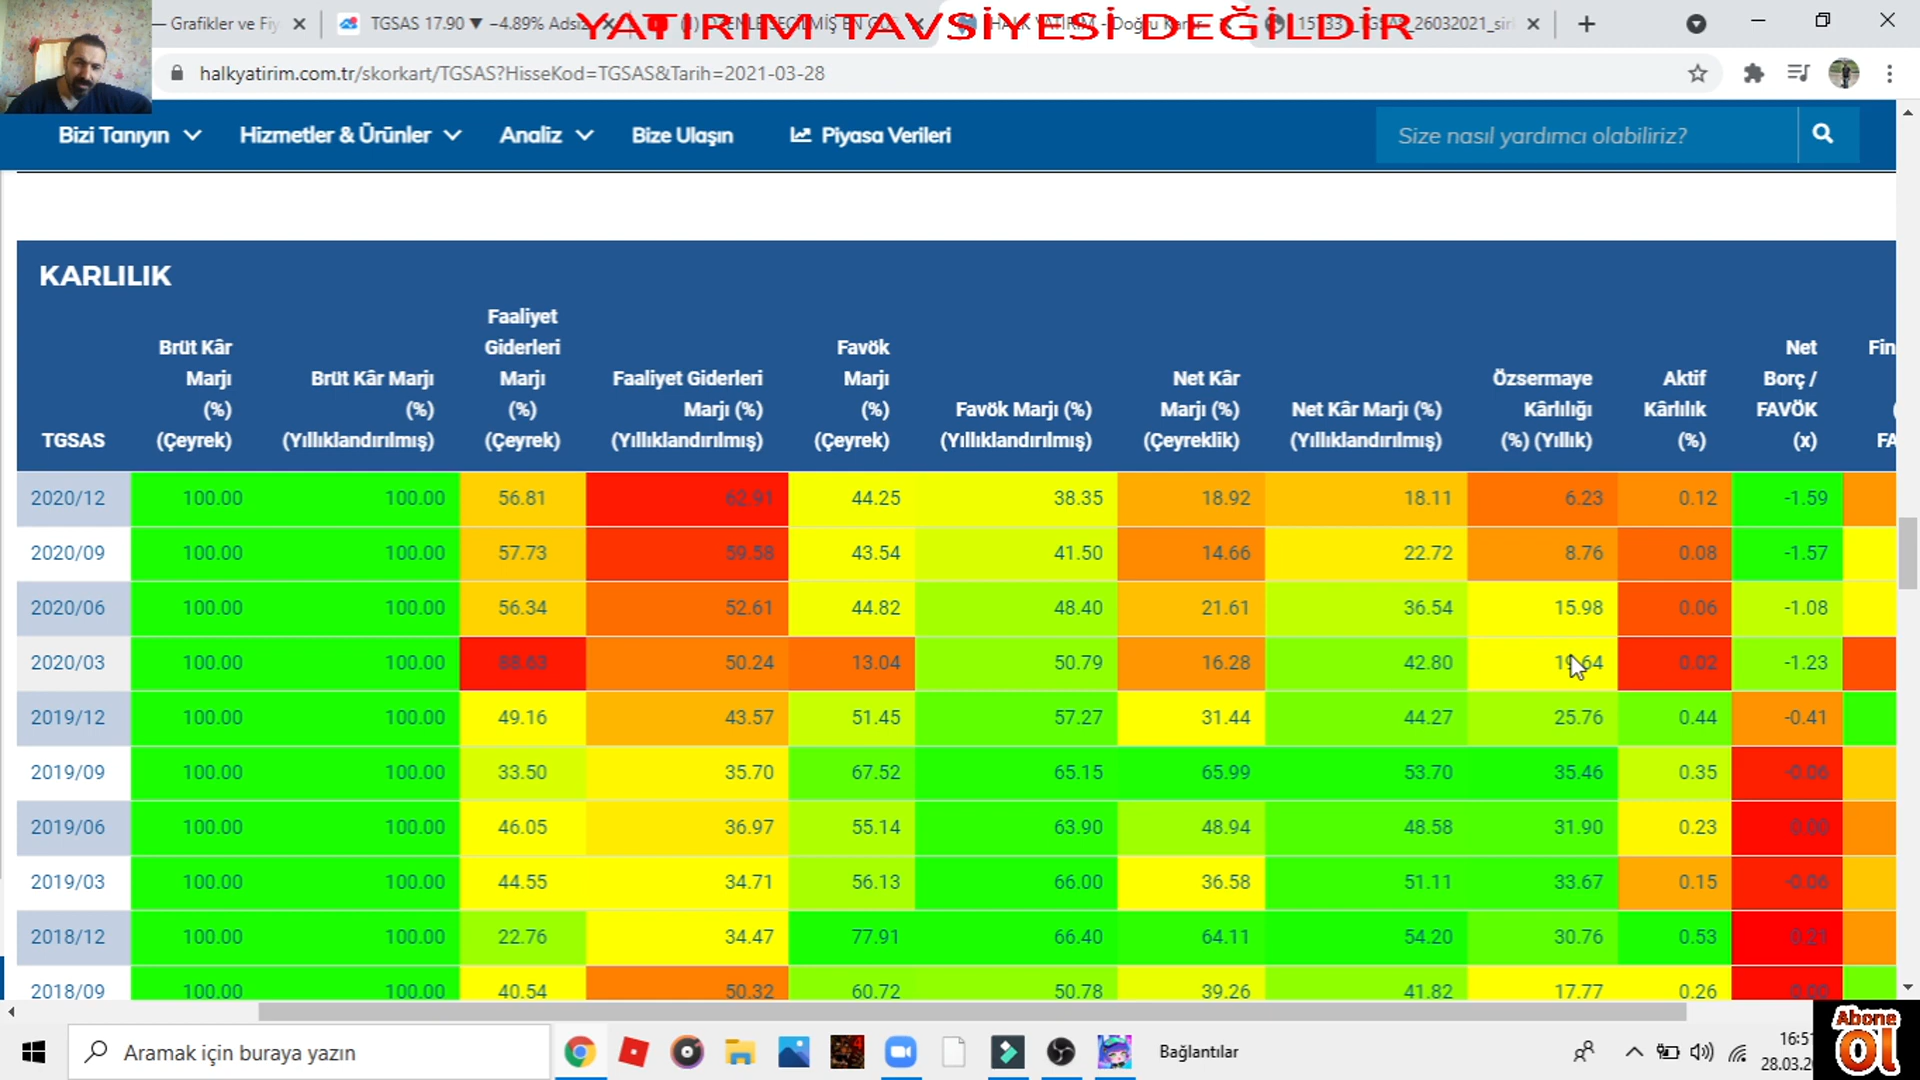 YATIRIM TAVSİYESİ DEĞİLDİR
Grafikler ve Fiy
TGSAS 17.90 ▼ −4.89% Adsız
halkyatirim.com.tr/skorkart/TGSAS?HisseKod=TGSAS&Tarih=2021-03-28
Bizi Tanıyın Hizmetler & Ürünler Analiz Bize Ulaşın Piyasa Verileri Size nasıl yardımcı olabiliriz?
KARLILIK
TGSAS
Brüt Kâr
Marjı
(%)
(Çeyrek)
Brüt Kâr Marjı
(%)
(Yıllıklandırılmış)
Faaliyet
Giderleri
Marjı
(%)
(Çeyrek)
Faaliyet Giderleri
Marjı (%)
(Yıllıklandırılmış)
Favök
Marjı
(%)
(Çeyrek)
Favök Marjı (%)
(Yıllıklandırılmış)
Net Kâr
Marjı (%)
(Çeyreklik)
Net Kâr Marjı (%)
(Yıllıklandırılmış)
Özsermaye
Kârlılığı
(%) (Yıllık)
Aktif
Kârlılık
(%)
Net
Borç /
FAVÖK
(x)
Fin
(
FA
2020/12 100.00 100.00 56.81 62.91 44.25 38.35 18.92 18.11 6.23 0.12 -1.59
2020/09 100.00 100.00 57.73 59.58 43.54 41.50 14.66 22.72 8.76 0.08 -1.57
2020/06 100.00 100.00 56.34 52.61 44.82 48.40 21.61 36.54 15.98 0.06 -1.08
2020/03 100.00 100.00 88.63 50.24 13.04 50.79 16.28 42.80 19.64 0.02 -1.23
2019/12 100.00 100.00 49.16 43.57 51.45 57.27 31.44 44.27 25.76 0.44 -0.41
2019/09 100.00 100.00 33.50 35.70 67.52 65.15 65.99 53.70 35.46 0.35 -0.06
2019/06 100.00 100.00 46.05 36.97 55.14 63.90 48.94 48.58 31.90 0.23 0.00
2019/03 100.00 100.00 44.55 34.71 56.13 66.00 36.58 51.11 33.67 0.15 -0.06
2018/12 100.00 100.00 22.76 34.47 77.91 66.40 64.11 54.20 30.76 0.53 0.21
2018/09 100.00 100.00 40.54 50.32 60.72 50.78 39.26 41.82 17.77 0.26 0.00
Aramak için buraya yazın
Bağlantılar
16:51
28.03.2
Abone
Ol